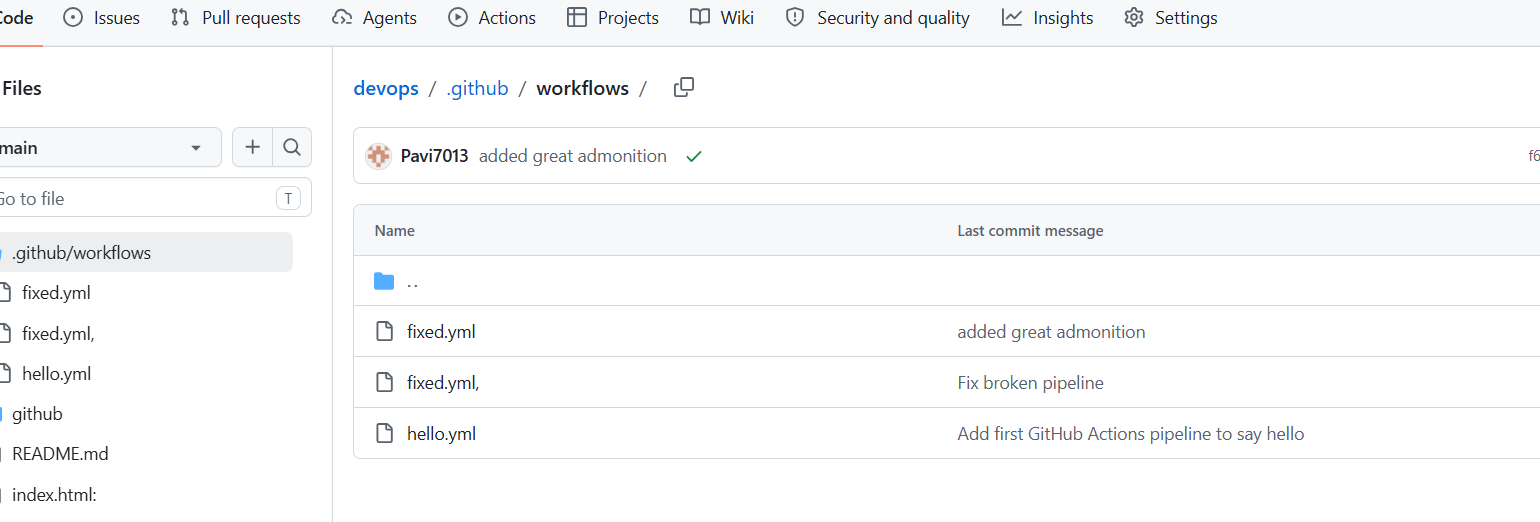 Code Issues Pull requests Agents Actions Projects Wiki Security and quality Insights Settings
Files
main
Go to file T
.github/workflows
fixed.yml
fixed.yml,
hello.yml
github
README.md
index.html:
devops / .github / workflows /
Pavi7013 added great admonition f6
Name Last commit message
..
fixed.yml added great admonition
fixed.yml, Fix broken pipeline
hello.yml Add first GitHub Actions pipeline to say hello